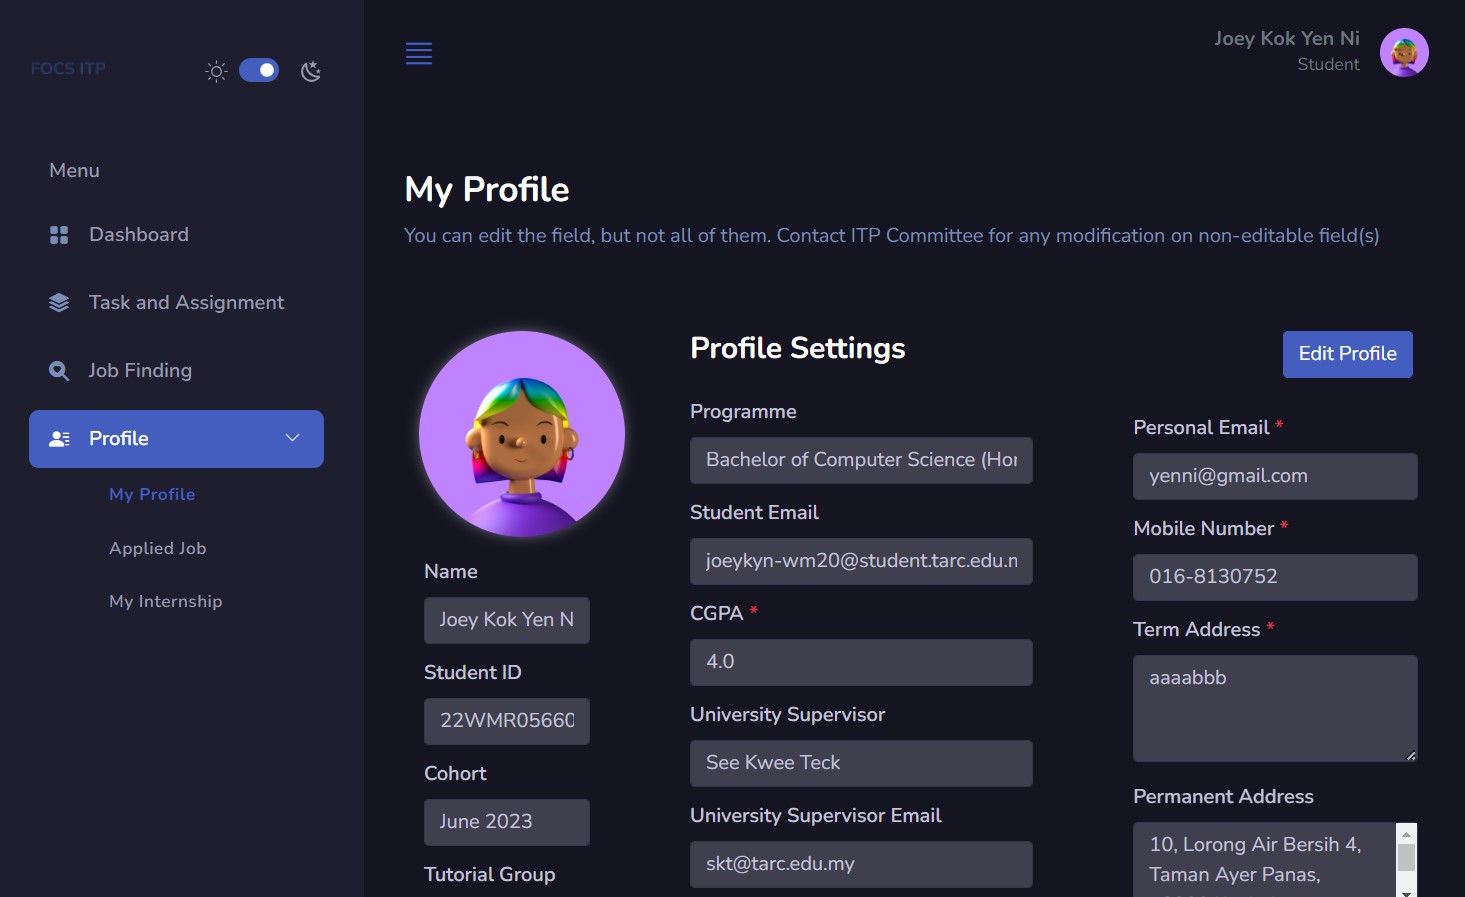 FOCS ITP
Joey Kok Yen Ni
Student
Menu
Dashboard
Task and Assignment
Job Finding
Profile
My Profile
Applied Job
My Internship
My Profile
You can edit the field, but not all of them. Contact ITP Committee for any modification on non-editable field(s)
Name
Joey Kok Yen N
Student ID
22WMR05660
Cohort
June 2023
Tutorial Group
Profile Settings
Edit Profile
Programme
Bachelor of Computer Science (Hor
Student Email
joeykyn-wm20@student.tarc.edu.m
CGPA *
4.0
University Supervisor
See Kwee Teck
University Supervisor Email
skt@tarc.edu.my
Personal Email *
yenni@gmail.com
Mobile Number *
016-8130752
Term Address *
aaaabbb
Permanent Address
10, Lorong Air Bersih 4,
Taman Ayer Panas,